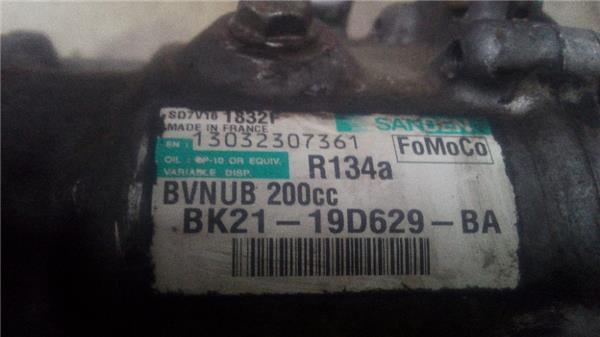 SD7V16 1832F
MADE IN FRANCE
SANDEN
EN: 13032307361
FoMoCo
OIL: SP-10 OR EQUIV.
VARIABLE DISP.
R134a
BVNUB 200cc
BK21-19D629-BA